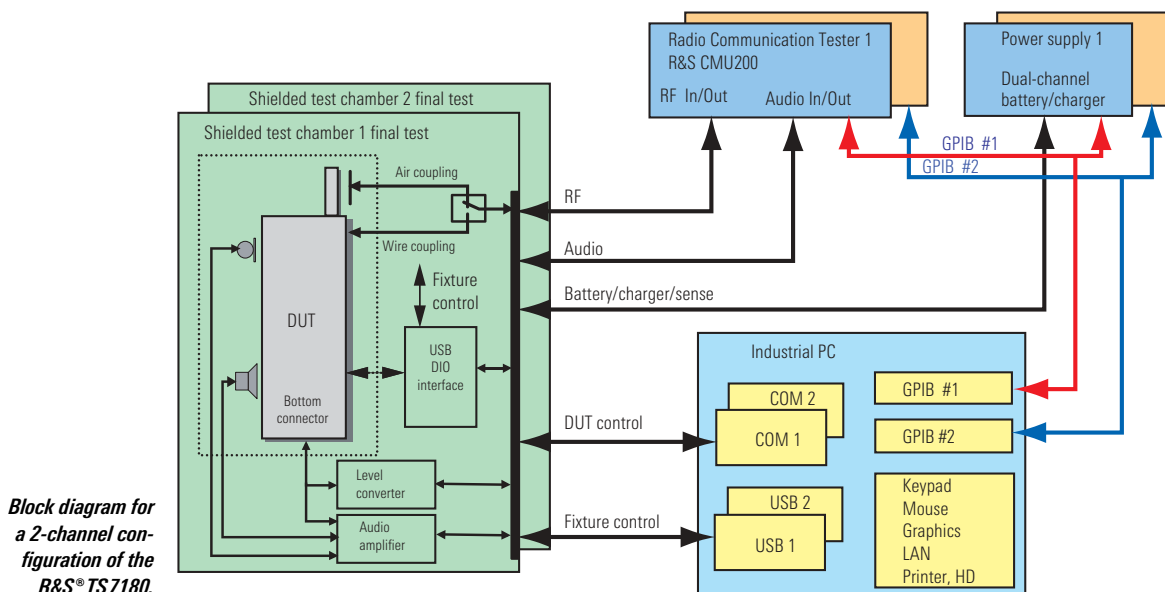 Radio Communication Tester 1
R&S CMU200
RF In/Out
Audio In/Out
Power supply 1
Dual-channel
battery/charger
GPIB #1
GPIB #2
Shielded test chamber 2 final test
Shielded test chamber 1 final test
Air coupling
Wire coupling
Fixture
control
DUT
USB
DIO
interface
Bottom
connector
Level
converter
Audio
amplifier
RF
Audio
Battery/charger/sense
DUT control
Fixture control
Industrial PC
COM 2
COM 1
USB 2
USB 1
GPIB #1
GPIB #2
Keypad
Mouse
Graphics
LAN
Printer, HD
Block diagram for
a 2-channel con-
figuration of the
R&S® TS7180.